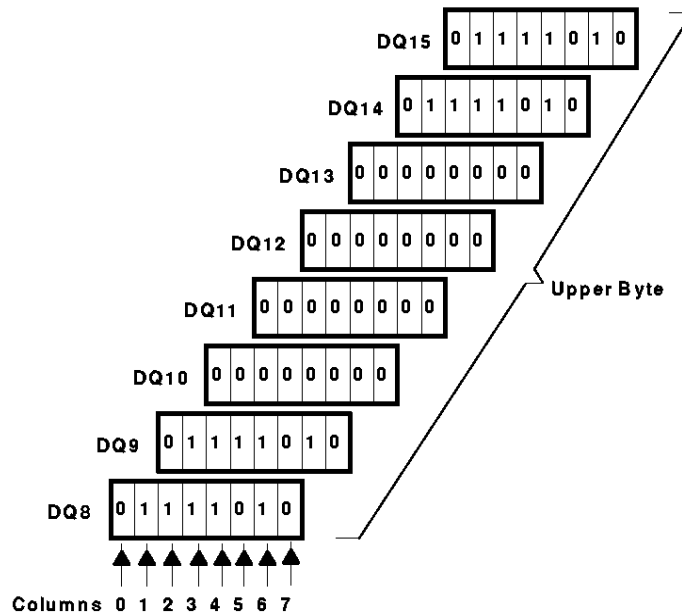 DQ15 0 1 1 1 1 0 1 0
DQ14 0 1 1 1 1 0 1 0
DQ13 0 0 0 0 0 0 0 0
DQ12 0 0 0 0 0 0 0 0
Upper Byte
DQ11 0 0 0 0 0 0 0 0
DQ10 0 0 0 0 0 0 0 0
DQ9 0 1 1 1 1 0 1 0
DQ8 0 1 1 1 1 0 1 0
Columns 0 1 2 3 4 5 6 7